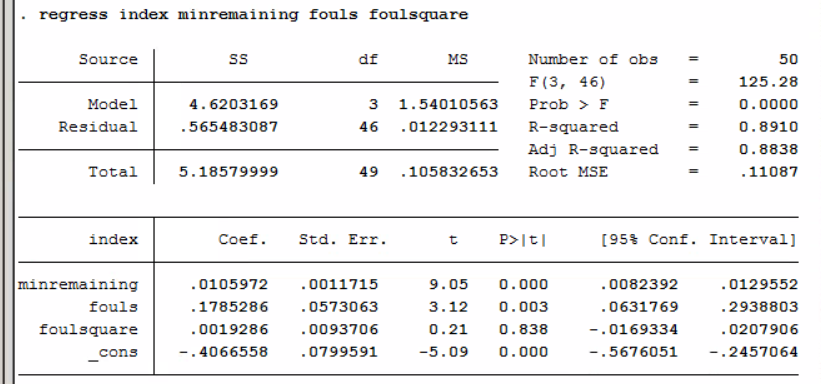 . regress index minremaining fouls foulsquare
Source SS df MS Number of obs = 50
F(3, 46) = 125.28
Model 4.6203169 3 1.54010563 Prob > F = 0.0000
Residual .565483087 46 .012293111 R-squared = 0.8910
Adj R-squared = 0.8838
Total 5.18579999 49 .105832653 Root MSE = .11087
index Coef. Std. Err. t P>|t| [95% Conf. Interval]
minremaining .0105972 .0011715 9.05 0.000 .0082392 .0129552
fouls .1785286 .0573063 3.12 0.003 .0631769 .2938803
foulsquare .0019286 .0093706 0.21 0.838 -.0169334 .0207906
_cons -.4066558 .0799591 -5.09 0.000 -.5676051 -.2457064